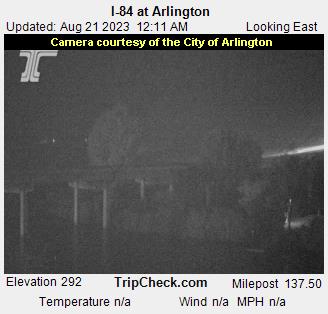 I-84 at Arlington
Updated: Aug 21 2023 12:11 AM Looking East
Camera courtesy of the City of Arlington
Elevation 292 TripCheck.com Milepost 137.50
Temperature n/a Wind n/a MPH n/a